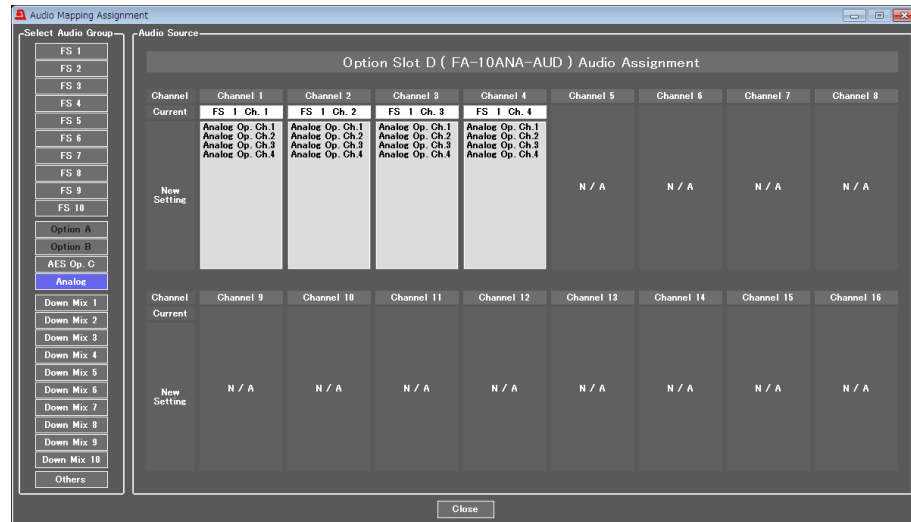 Audio Mapping Assignment
Select Audio Group
FS 1
FS 2
FS 3
FS 4
FS 5
FS 6
FS 7
FS 8
FS 9
FS 10
Option A
Option B
AES Op. C
Analog
Down Mix 1
Down Mix 2
Down Mix 3
Down Mix 4
Down Mix 5
Down Mix 6
Down Mix 7
Down Mix 8
Down Mix 9
Down Mix 10
Others
Audio Source
Option Slot D ( FA-10ANA-AUD ) Audio Assignment
Channel Channel 1 Channel 2 Channel 3 Channel 4 Channel 5 Channel 6 Channel 7 Channel 8
Current FS 1 Ch. 1 FS 1 Ch. 2 FS 1 Ch. 3 FS 1 Ch. 4
Analog Op. Ch.1 Analog Op. Ch.1 Analog Op. Ch.1 Analog Op. Ch.1
Analog Op. Ch.2 Analog Op. Ch.2 Analog Op. Ch.2 Analog Op. Ch.2
Analog Op. Ch.3 Analog Op. Ch.3 Analog Op. Ch.3 Analog Op. Ch.3
Analog Op. Ch.4 Analog Op. Ch.4 Analog Op. Ch.4 Analog Op. Ch.4
New N / A N / A N / A N / A
Setting
Channel Channel 9 Channel 10 Channel 11 Channel 12 Channel 13 Channel 14 Channel 15 Channel 16
Current
New N / A N / A N / A N / A N / A N / A N / A N / A
Setting
Close